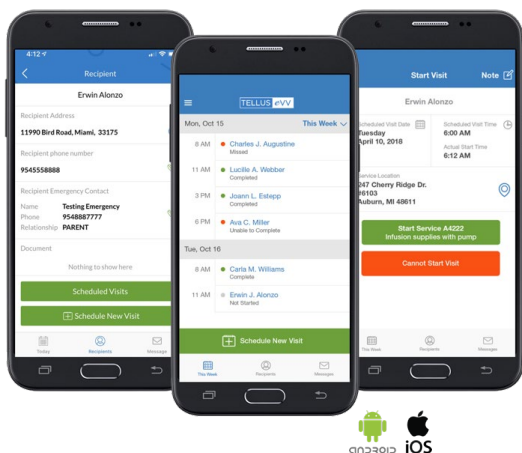 4:12
Recipient
Erwin Alonzo
Recipient Address
11990 Bird Road, Miami, 33175
Recipient phone number
9545558888
Recipient Emergency Contact
Name Testing Emergency
Phone 9548887777
Relationship PARENT
Document
Nothing to show here
Scheduled Visits
Schedule New Visit
Today Recipients Message
TELLUS eVV
Mon, Oct 15 This Week
8 AM Charles J. Augustine
Missed
11 AM Lucille A. Webber
Completed
3 PM Joann L. Estepp
Completed
6 PM Ava C. Miller
Unable to Complete
Tue, Oct 16
8 AM Carla M. Williams
Complete
11 AM Erwin J. Alonzo
Not Started
Schedule New Visit
This Week Recipients Messages
Start Visit Note
Erwin Alonzo
Scheduled Visit Date
Tuesday
April 10, 2018
Scheduled Visit Time
6:00 AM
Actual Start Time
6:12 AM
Service Location
247 Cherry Ridge Dr.
#6103
Auburn, MI 48611
Start Service A4222
Infusion supplies with pump
Cannot Start Visit
This Week Recipients Messages
ANDROID iOS